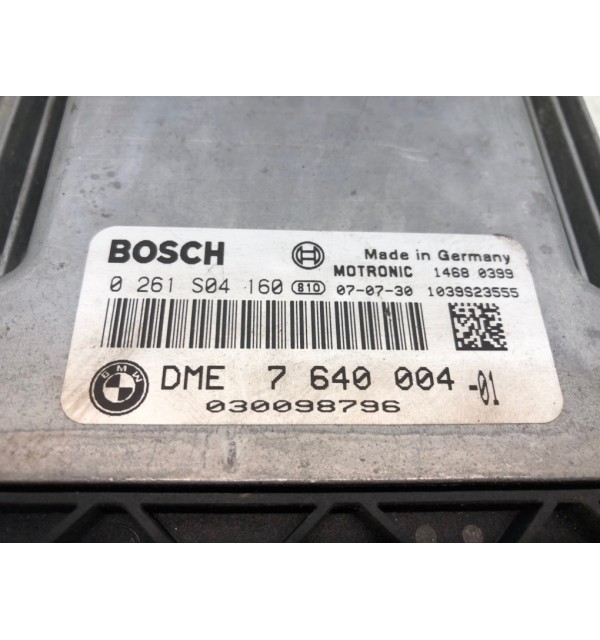 BOSCH
Made in Germany
MOTRONIC 1468 0399
0 261 S04 160 810 07-07-30 1039S23555
BMW DME 7 640 004 -01
030098796